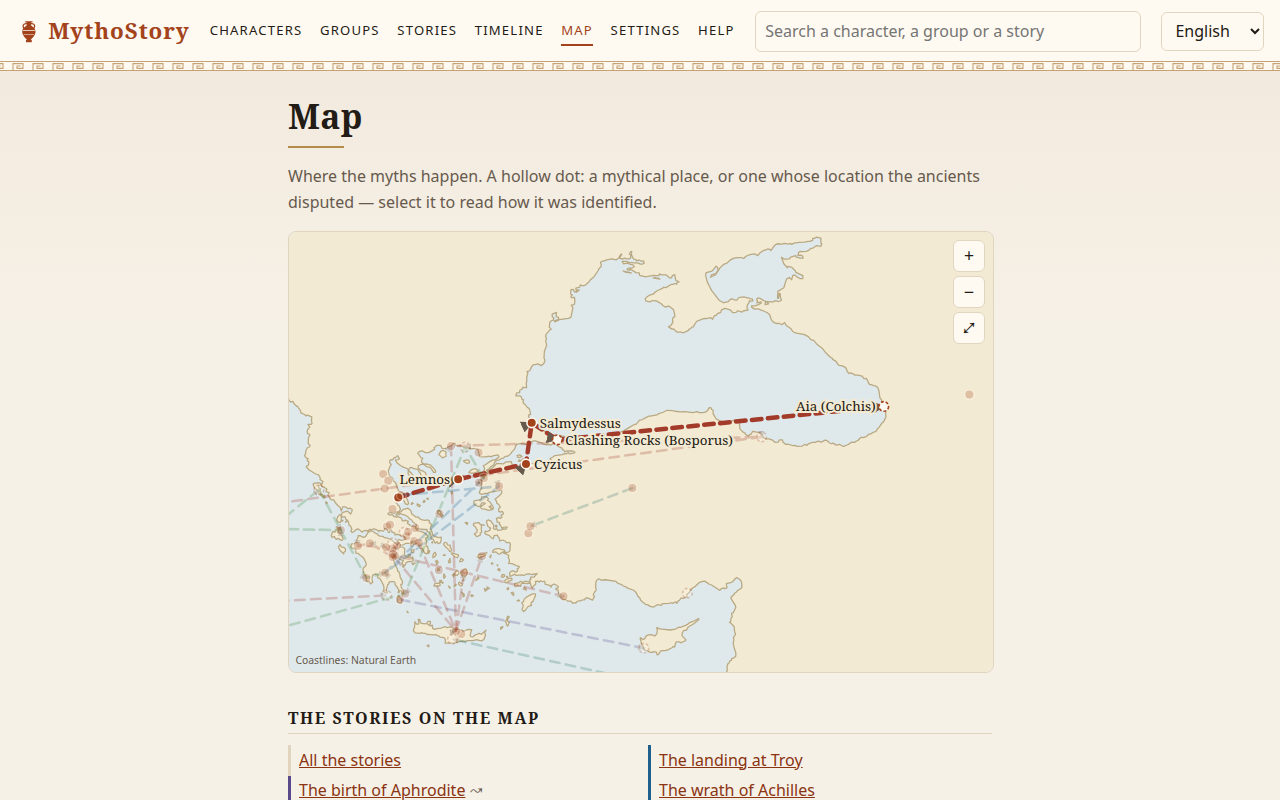 MythoStory
CHARACTERS GROUPS STORIES TIMELINE MAP SETTINGS HELP
Search a character, a group or a story
English
Map
Where the myths happen. A hollow dot: a mythical place, or one whose location the ancients
disputed — select it to read how it was identified.
+
−
⤢
Aia (Colchis)
Salmydessus
Clashing Rocks (Bosporus)
Cyzicus
Lemnos
Coastlines: Natural Earth
THE STORIES ON THE MAP
All the stories
The landing at Troy
The birth of Aphrodite ⤳
The wrath of Achilles